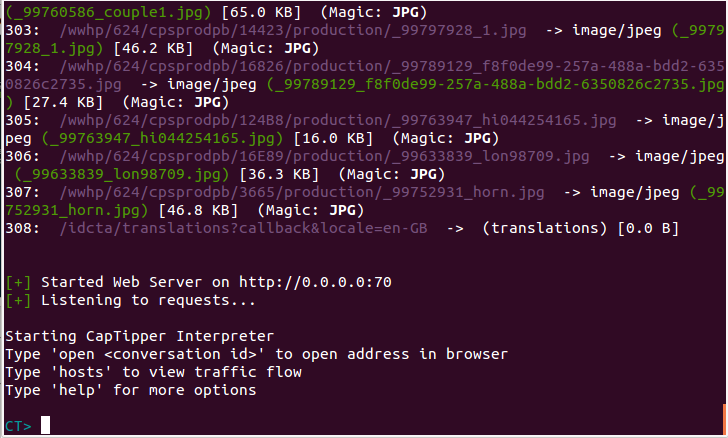 (_99760586_couple1.jpg) [65.0 KB]  (Magic: JPG)
303:  /wwhp/624/cpsprodpb/14423/production/_99797928_1.jpg  -> image/jpeg (_9979
7928_1.jpg) [46.2 KB]  (Magic: JPG)
304:  /wwhp/624/cpsprodpb/16826/production/_99789129_f8f0de99-257a-488a-bdd2-635
0826c2735.jpg  -> image/jpeg (_99789129_f8f0de99-257a-488a-bdd2-6350826c2735.jpg
) [27.4 KB]  (Magic: JPG)
305:  /wwhp/624/cpsprodpb/124B8/production/_99763947_hi044254165.jpg  -> image/j
peg (_99763947_hi044254165.jpg) [16.0 KB]  (Magic: JPG)
306:  /wwhp/624/cpsprodpb/16E89/production/_99633839_lon98709.jpg  -> image/jpeg
 (_99633839_lon98709.jpg) [36.3 KB]  (Magic: JPG)
307:  /wwhp/624/cpsprodpb/3665/production/_99752931_horn.jpg  -> image/jpeg (_99
752931_horn.jpg) [46.8 KB]  (Magic: JPG)
308:  /idcta/translations?callback&locale=en-GB  ->  (translations) [0.0 B]
[+] Started Web Server on http://0.0.0.0:70
[+] Listening to requests...
Starting CapTipper Interpreter
Type 'open <conversation id>' to open address in browser
Type 'hosts' to view traffic flow
Type 'help' for more options
CT>